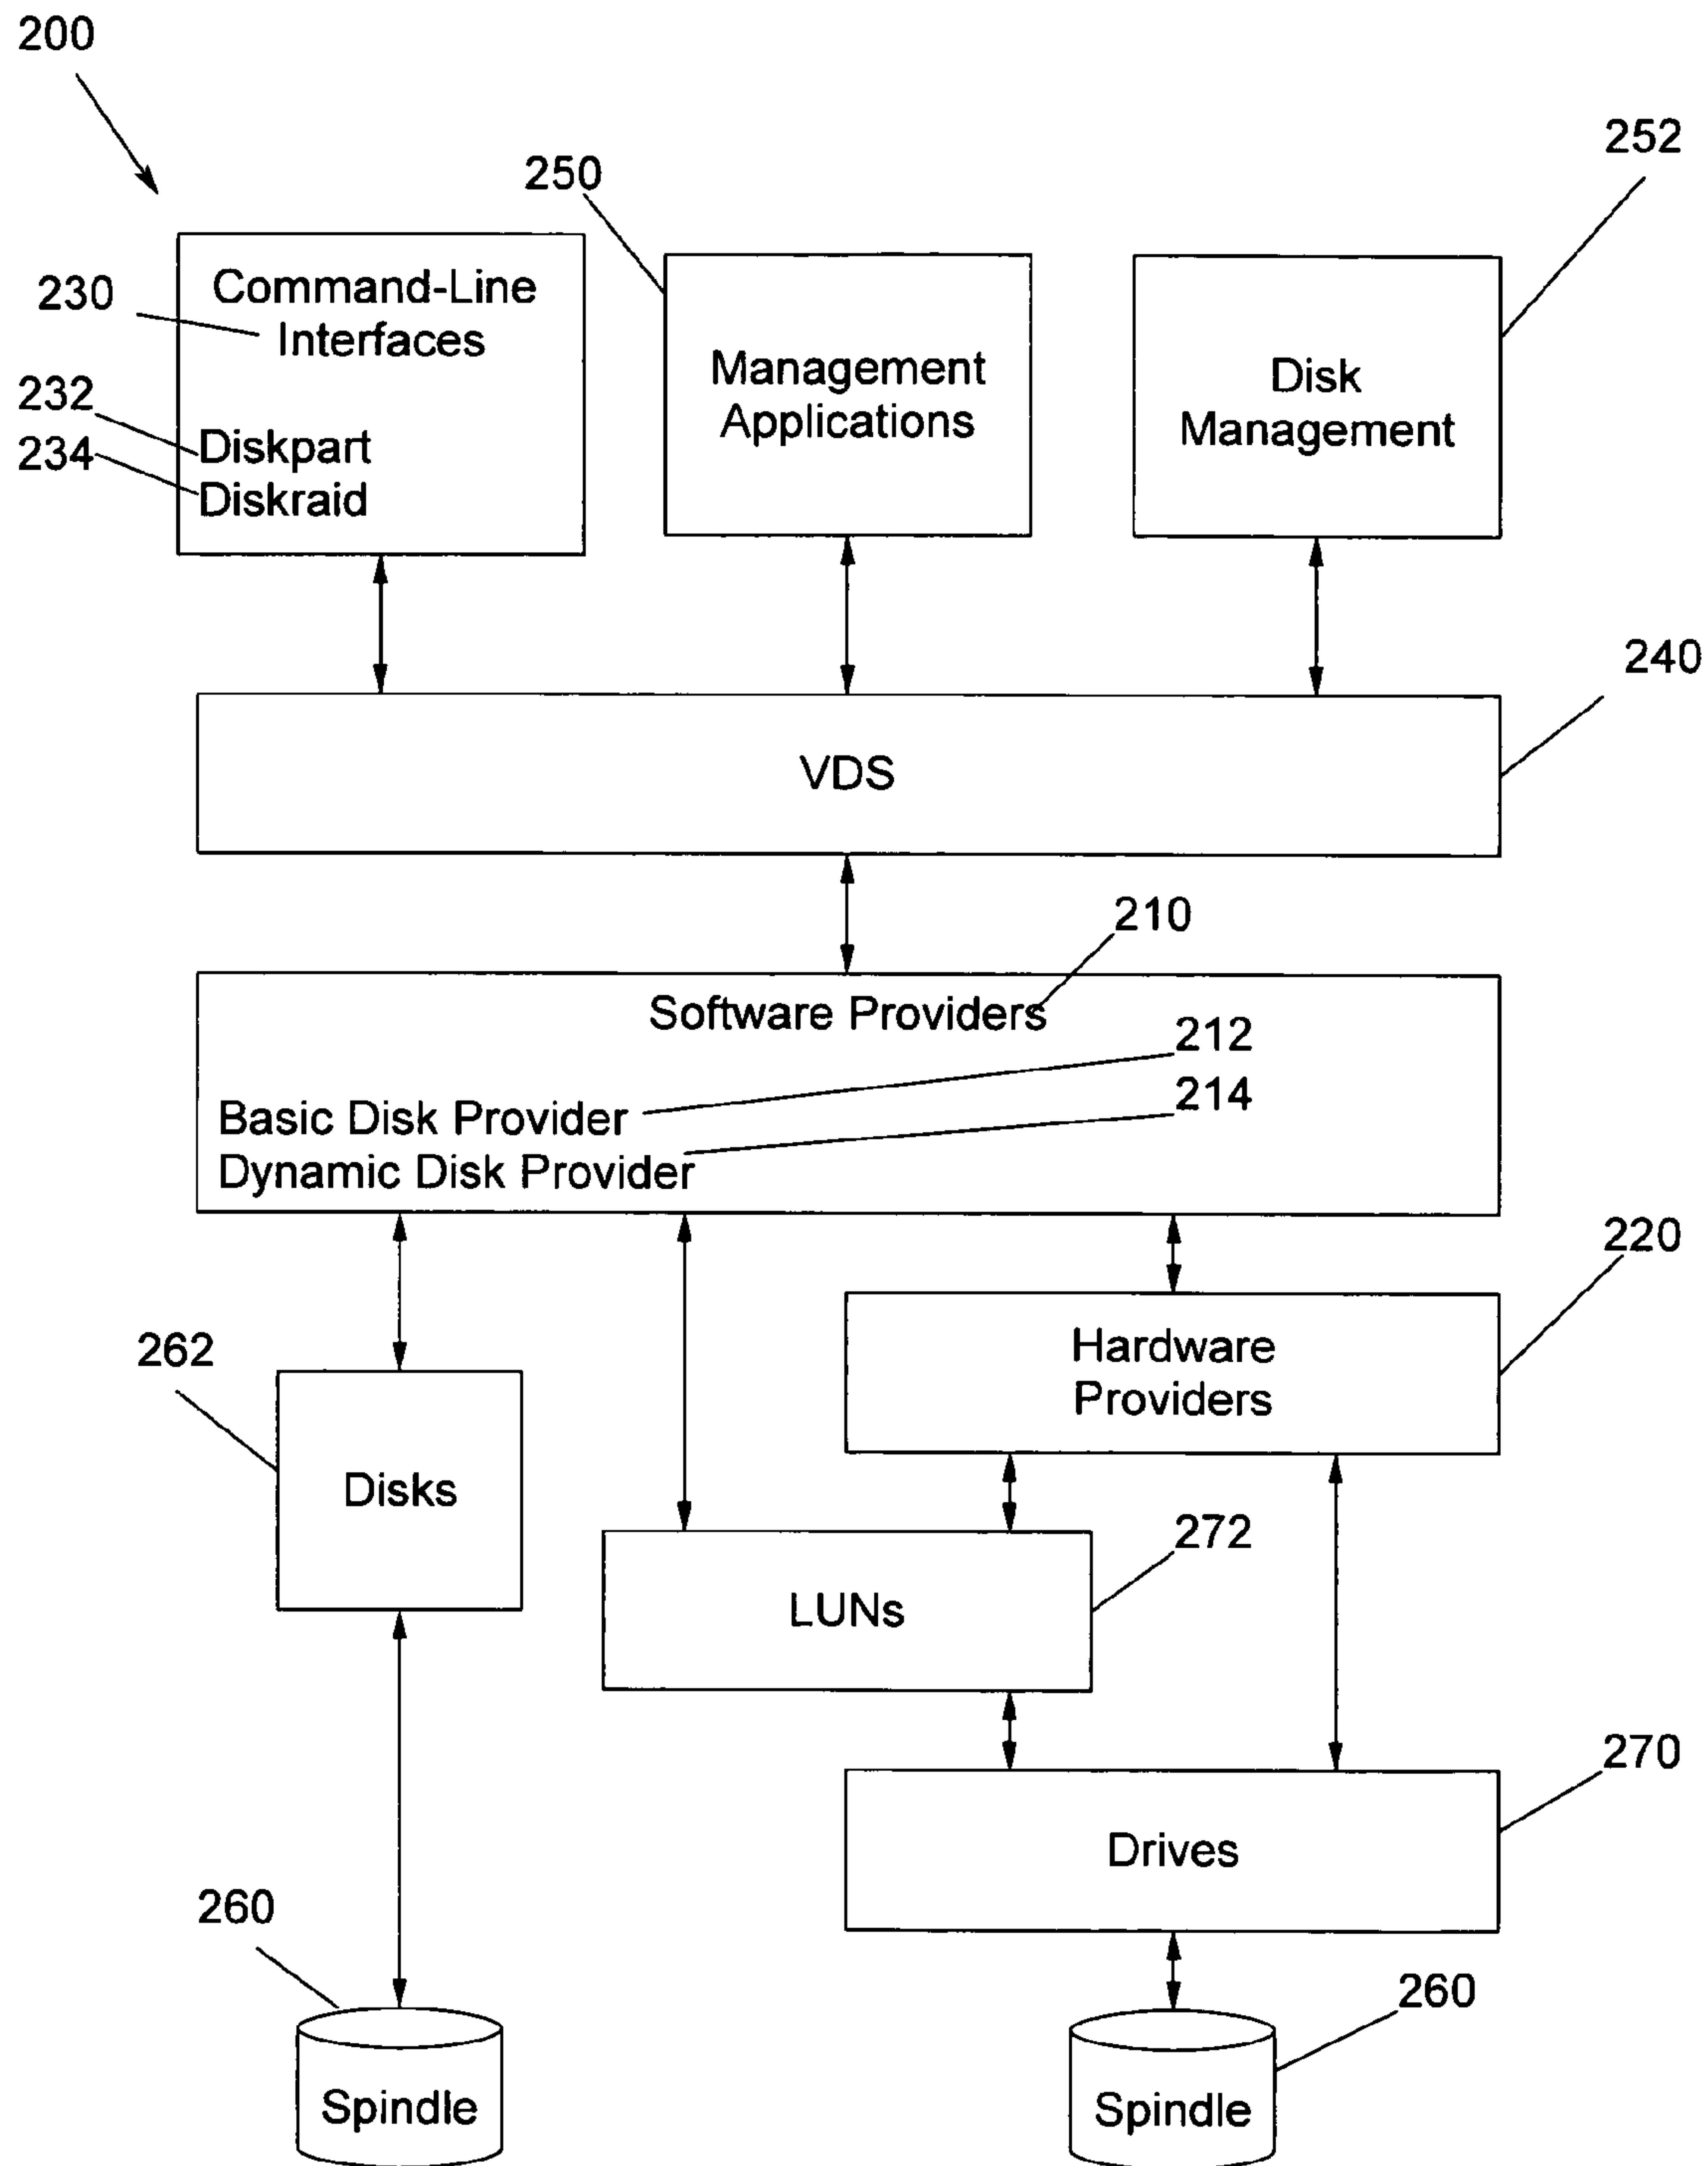 200
252
250
Command-Line
Interfaces
230
232
Diskpart
234
Diskraid
Management
Applications
Disk
Management
240
VDS
210
Software Providers
212
214
Basic Disk Provider
Dynamic Disk Provider
220
262
Hardware
Providers
Disks
272
LUNs
270
Drives
260
260
Spindle
Spindle